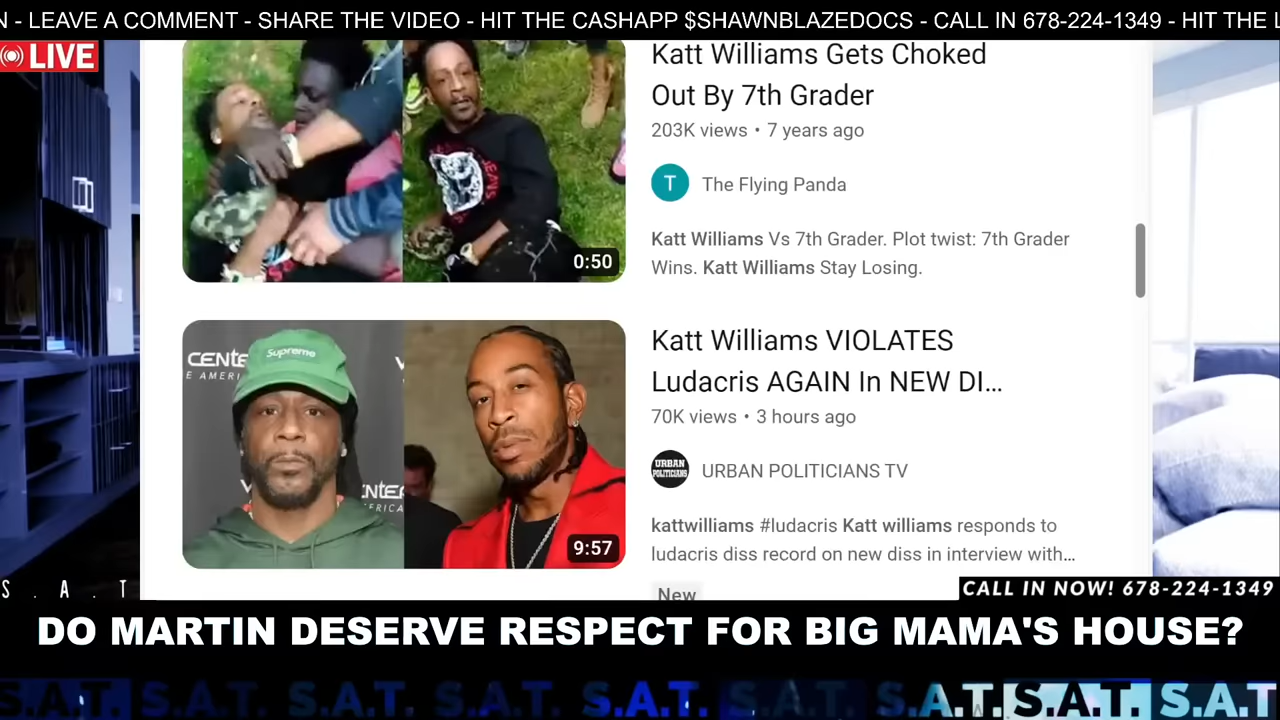 N - LEAVE A COMMENT - SHARE THE VIDEO - HIT THE CASHAPP $SHAWNBLAZEDOCS - CALL IN 678-224-1349 - HIT THE
LIVE
Katt Williams Gets Choked
Out By 7th Grader
203K views • 7 years ago
T
The Flying Panda
Katt Williams Vs 7th Grader. Plot twist: 7th Grader
Wins. Katt Williams Stay Losing.
0:50
CENTE
E AMERI
Supreme
Katt Williams VIOLATES
Ludacris AGAIN In NEW DI...
70K views • 3 hours ago
URBAN
POLITICIANS
URBAN POLITICIANS TV
kattwilliams #ludacris Katt williams responds to
ludacris diss record on new diss in interview with...
9:57
New
S . A . T
CALL IN NOW! 678-224-1349
DO MARTIN DESERVE RESPECT FOR BIG MAMA'S HOUSE?
S.A.T. S.A.T. S.A.T. S.A.T. S.A.T. S.A.T. S.A.T.S.A.T. S.A.T